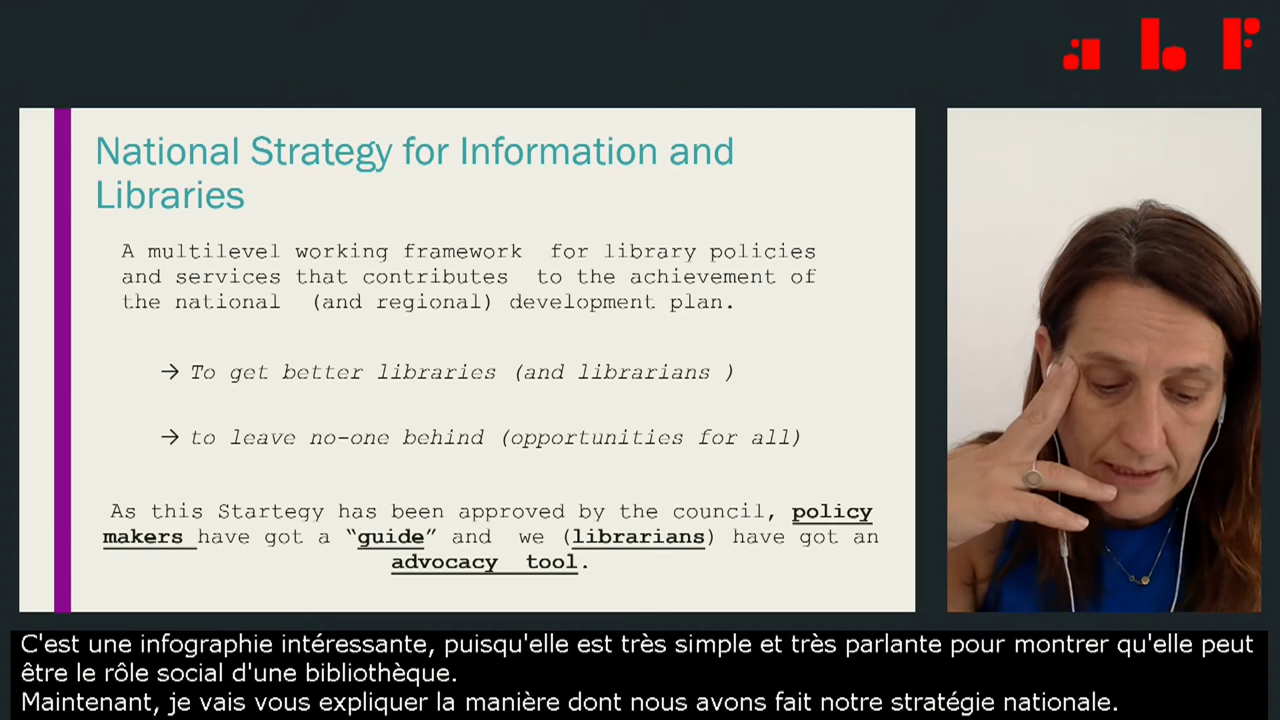 abf
National Strategy for Information and
Libraries
A multilevel working framework for library policies
and services that contributes to the achievement of
the national (and regional) development plan.
→ To get better libraries (and librarians )
→ to leave no-one behind (opportunities for all)
As this Startegy has been approved by the council, policy
makers have got a “guide” and we (librarians) have got an
advocacy tool.
C'est une infographie intéressante, puisqu'elle est très simple et très parlante pour montrer qu'elle peut
être le rôle social d'une bibliothèque.
Maintenant, je vais vous expliquer la manière dont nous avons fait notre stratégie nationale.